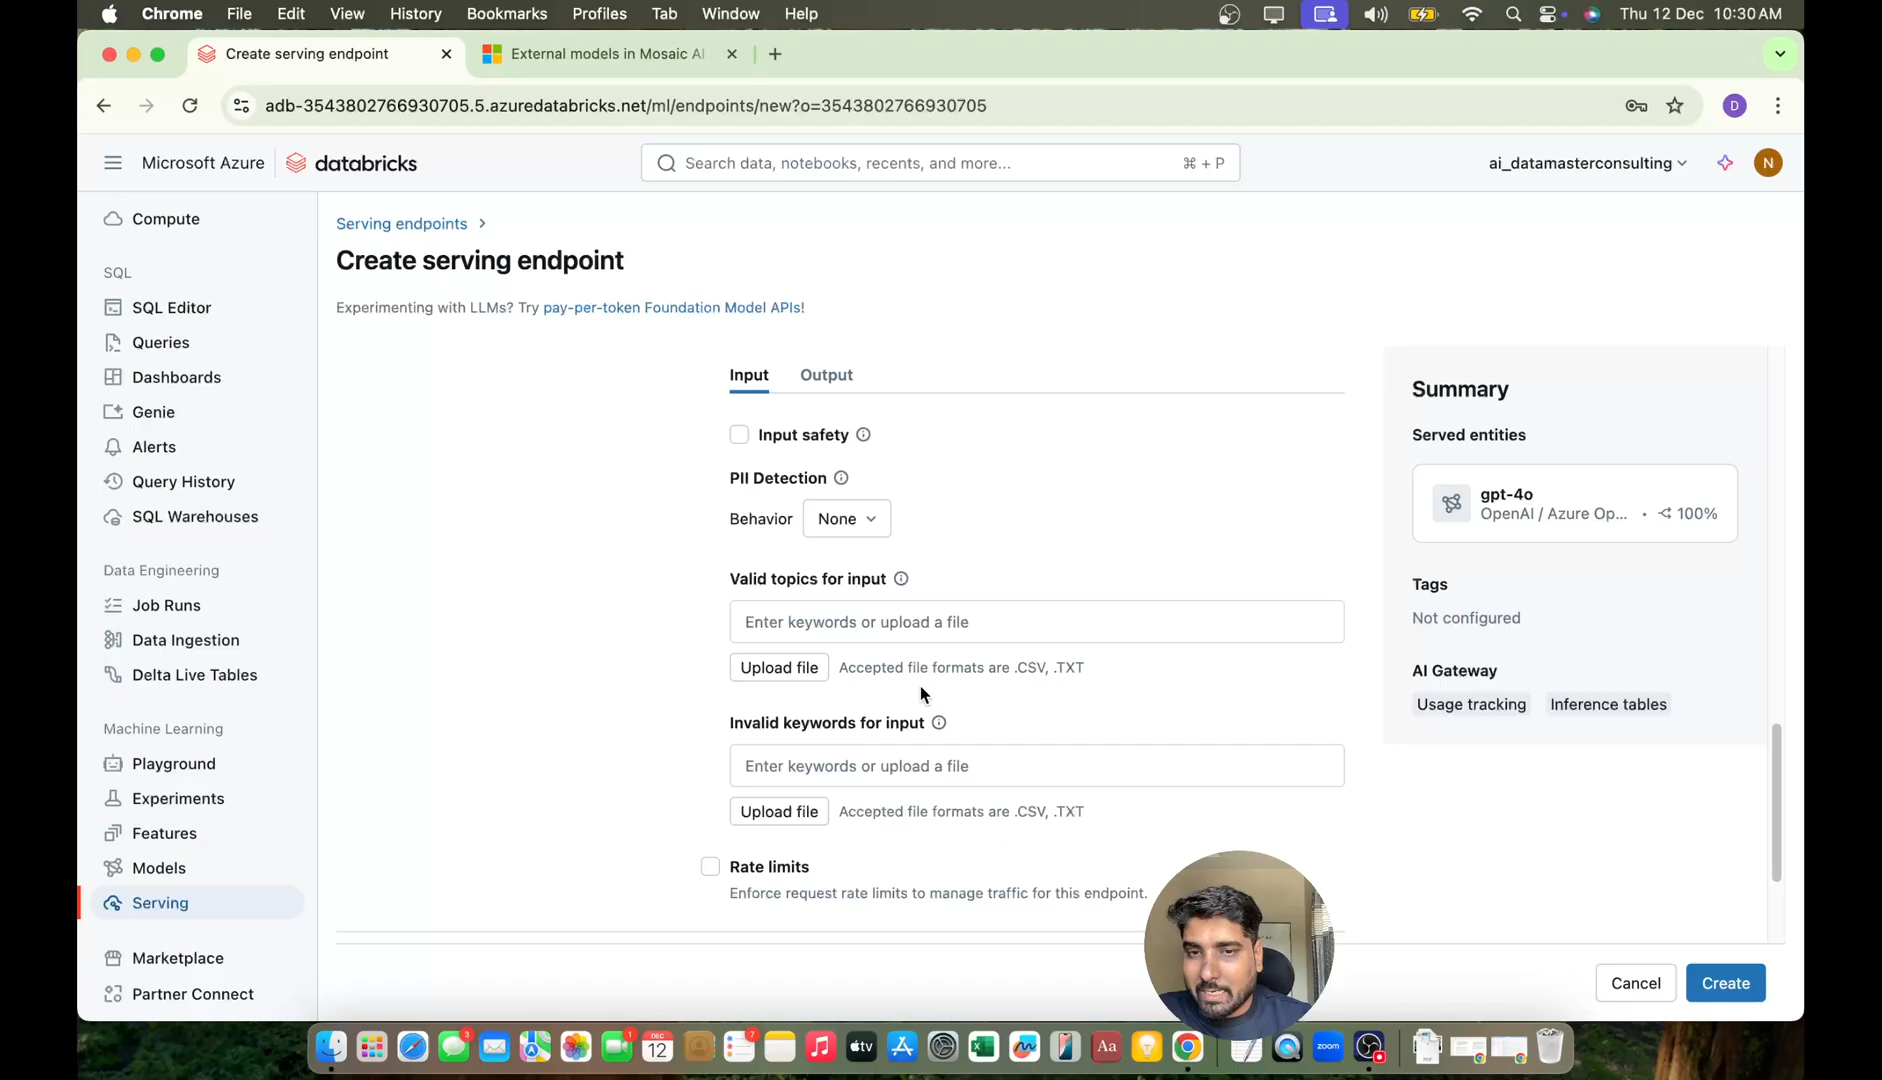 Chrome File Edit View History Bookmarks Profiles Tab Window Help Thu 12 Dec 10:30 AM
Create serving endpoint External models in Mosaic AI
adb-3543802766930705.5.azuredatabricks.net/ml/endpoints/new?o=3543802766930705 D
Microsoft Azure databricks Search data, notebooks, recents, and more... ⌘ + P ai_datamasterconsulting N
Compute
SQL
SQL Editor
Queries
Dashboards
Genie
Alerts
Query History
SQL Warehouses
Data Engineering
Job Runs
Data Ingestion
Delta Live Tables
Machine Learning
Playground
Experiments
Features
Models
Serving
Marketplace
Partner Connect
Serving endpoints >
Create serving endpoint
Experimenting with LLMs? Try pay-per-token Foundation Model APIs!
Input Output
Input safety
PII Detection
Behavior None
Valid topics for input
Enter keywords or upload a file
Upload file Accepted file formats are .CSV, .TXT
Invalid keywords for input
Enter keywords or upload a file
Upload file Accepted file formats are .CSV, .TXT
Rate limits
Enforce request rate limits to manage traffic for this endpoint.
Summary
Served entities
gpt-4o
OpenAI / Azure Op... • 100%
Tags
Not configured
AI Gateway
Usage tracking Inference tables
Cancel Create
3 1 DEC 12 7 tv Aa zoom